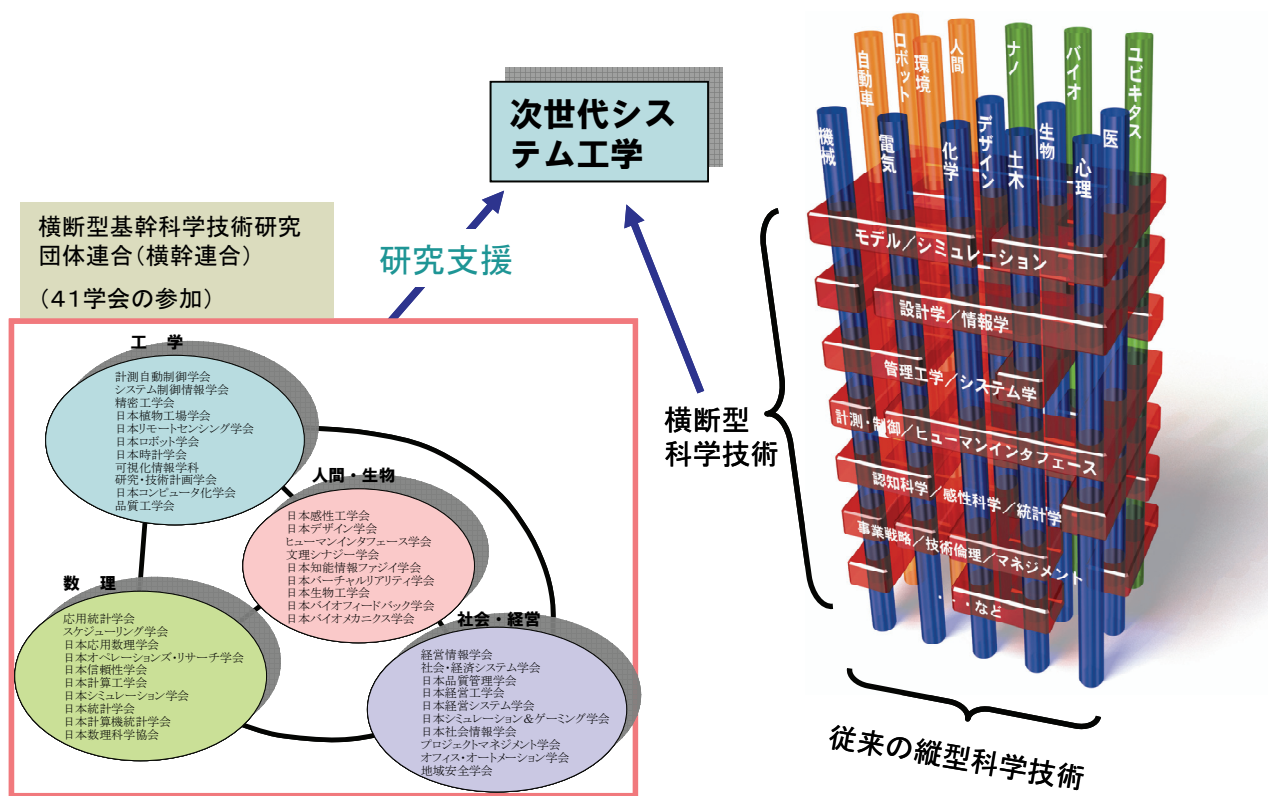 次世代シス
テム工学
横断型基幹科学技術研究
団体連合（横幹連合）
（４１学会の参加）
研究支援
工　学
計測自動制御学会
システム制御情報学会
精密工学会
日本植物工場学会
日本リモートセンシング学会
日本ロボット学会
日本時計学会
可視化情報学科
研究・技術計画学会
日本コンピュータ化学会
品質工学会
人間・生物
日本感性工学会
日本デザイン学会
ヒューマンインタフェース学会
文理シナジー学会
日本知能情報ファジイ学会
日本バーチャルリアリティ学会
日本生物工学会
日本バイオフィードバック学会
日本バイオメカニクス学会
数　理
応用統計学会
スケジューリング学会
日本応用数理学会
日本オペレーションズ・リサーチ学会
日本信頼性学会
日本計算工学会
日本シミュレーション学会
日本統計学会
日本計算機統計学会
日本数理科学協会
社会・経営
経営情報学会
社会・経済システム学会
日本品質管理学会
日本経営工学会
日本経営システム学会
日本シミュレーション＆ゲーミング学会
日本社会情報学会
プロジェクトマネジメント学会
オフィス・オートメーション学会
地域安全学会
横断型
科学技術
自動車
ロボット
環境
人間
ナノ
バイオ
ユビキタス
機械
電気
化学
デザイン
土木
生物
心理
医
モデル／シミュレーション
設計学／情報学
管理工学／システム学
計測・制御／ヒューマンインタフェース
認知科学／感性科学／統計学
事業戦略／技術倫理／マネジメント
・・・など
従来の縦型科学技術